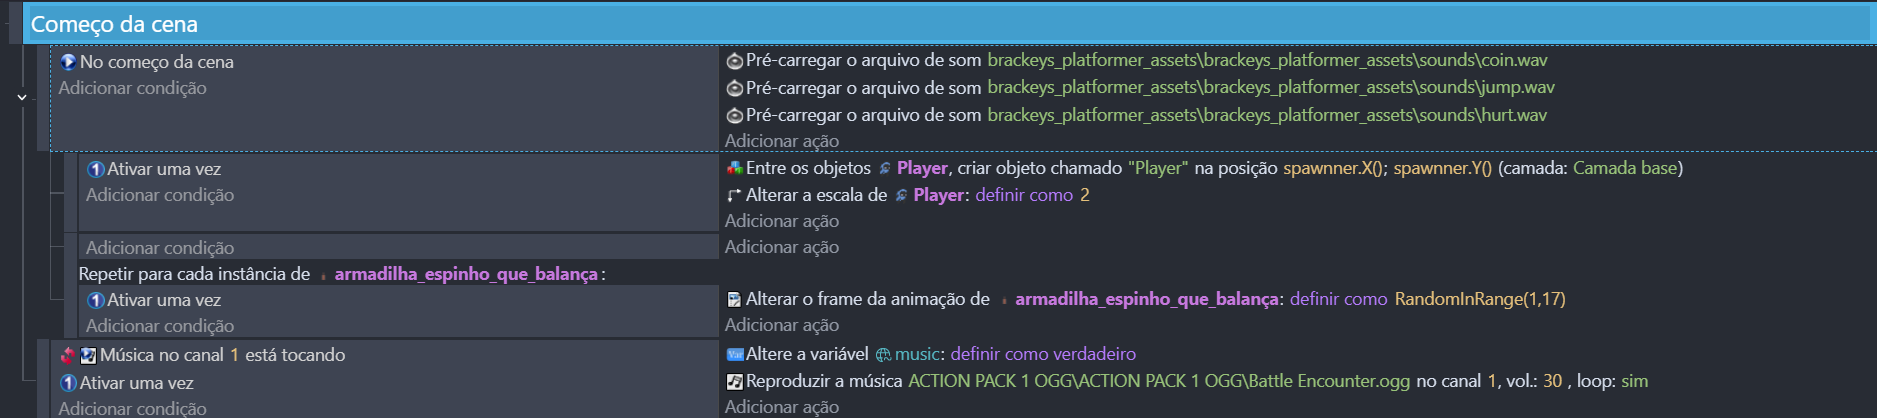 Começo da cena
No começo da cena
Adicionar condição
Pré-carregar o arquivo de som brackeys_platformer_assets\brackeys_platformer_assets\sounds\coin.wav
Pré-carregar o arquivo de som brackeys_platformer_assets\brackeys_platformer_assets\sounds\jump.wav
Pré-carregar o arquivo de som brackeys_platformer_assets\brackeys_platformer_assets\sounds\hurt.wav
Adicionar ação
Ativar uma vez
Adicionar condição
Entre os objetos Player, criar objeto chamado "Player" na posição spawnner.X(); spawnner.Y() (camada: Camada base)
Alterar a escala de Player: definir como 2
Adicionar ação
Adicionar condição
Adicionar ação
Repetir para cada instância de armadilha_espinho_que_balança:
Ativar uma vez
Adicionar condição
Alterar o frame da animação de armadilha_espinho_que_balança: definir como RandomInRange(1,17)
Adicionar ação
Música no canal 1 está tocando
Ativar uma vez
Adicionar condição
Altere a variável music: definir como verdadeiro
Reproduzir a música ACTION PACK 1 OGG\ACTION PACK 1 OGG\Battle Encounter.ogg no canal 1, vol.: 30 , loop: sim
Adicionar ação